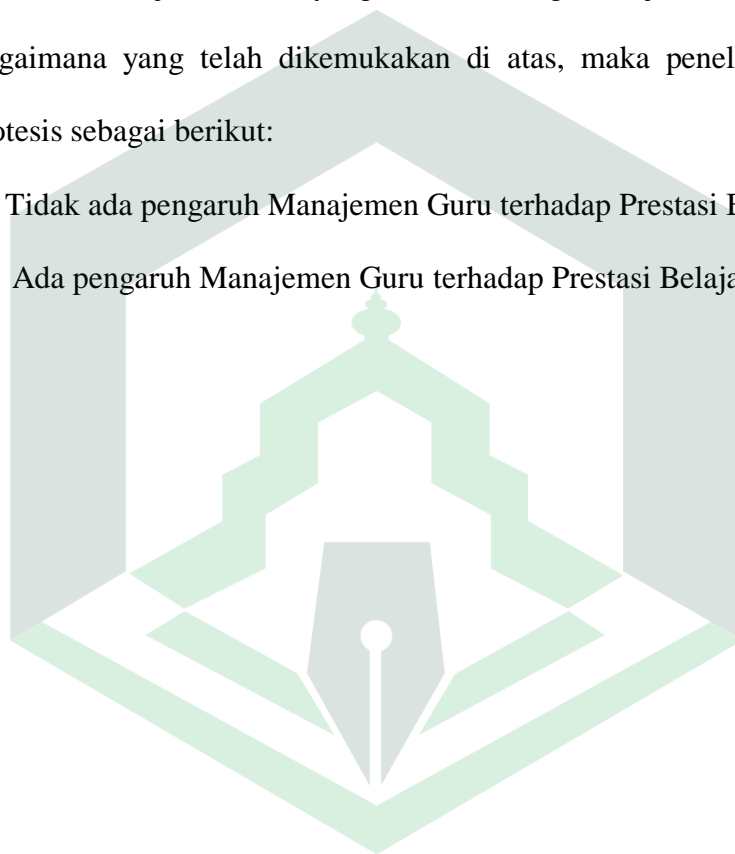 gaimana yang telah dikemukakan di atas, maka penel
otesis sebagai berikut:
Tidak ada pengaruh Manajemen Guru terhadap Prestasi
Ada pengaruh Manajemen Guru terhadap Prestasi Belaja